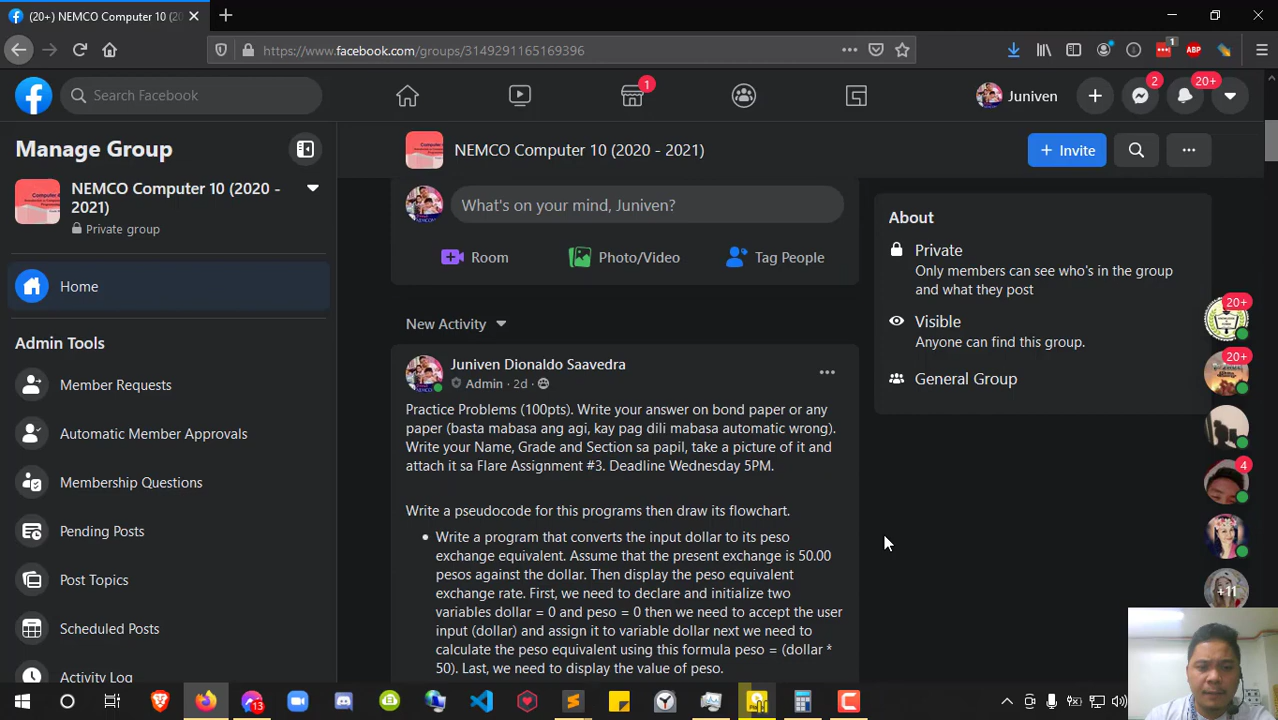 (20+) NEMCO Computer 10 (20
https://www.facebook.com/groups/3149291165169396
1
ABP
Search Facebook
1
Juniven
2
20+
Manage Group
NEMCO Computer 10 (2020 - 2021)
Private group
Home
Admin Tools
Member Requests
Automatic Member Approvals
Membership Questions
Pending Posts
Post Topics
Scheduled Posts
Activity Log
NEMCO Computer 10 (2020 - 2021)
+ Invite
What's on your mind, Juniven?
Room
Photo/Video
Tag People
New Activity
Juniven Dionaldo Saavedra
Admin · 2d ·
Practice Problems (100pts). Write your answer on bond paper or any
paper (basta mabasa ang agi, kay pag dili mabasa automatic wrong).
Write your Name, Grade and Section sa papil, take a picture of it and
attach it sa Flare Assignment #3. Deadline Wednesday 5PM.
Write a pseudocode for this programs then draw its flowchart.
• Write a program that converts the input dollar to its peso
exchange equivalent. Assume that the present exchange is 50.00
pesos against the dollar. Then display the peso equivalent
exchange rate. First, we need to declare and initialize two
variables dollar = 0 and peso = 0 then we need to accept the user
input (dollar) and assign it to variable dollar next we need to
calculate the peso equivalent using this formula peso = (dollar *
50). Last, we need to display the value of peso.
About
Private
Only members can see who's in the group
and what they post
Visible
Anyone can find this group.
General Group
20+
20+
4
+11
13